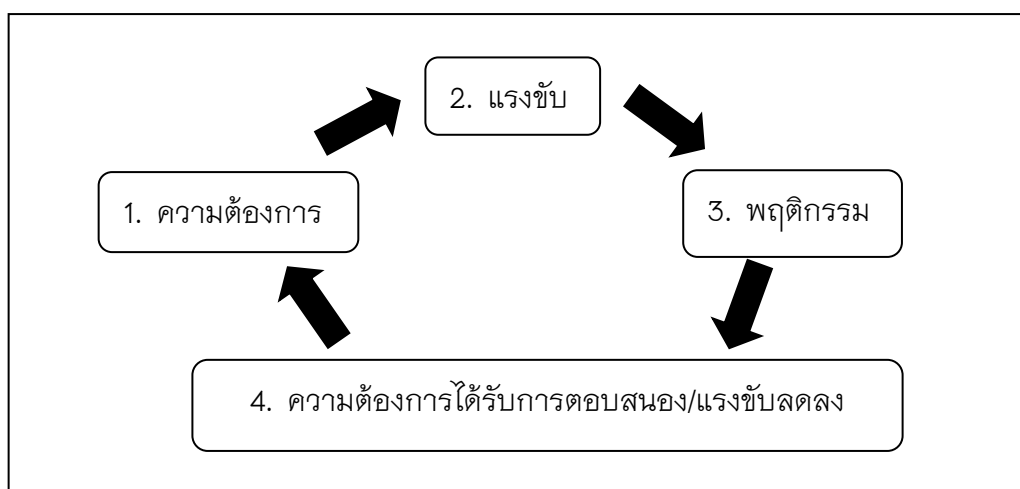 2. แรงขับ
1. ความต้องการ
3. พฤติกรรม
4. ความต้องการได้รับการตอบสนอง/แรงขับลดลง